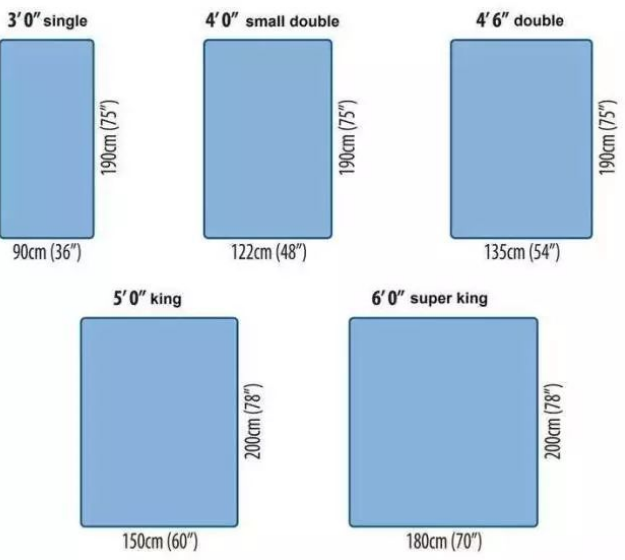 3′0″ single
4′0″ small double
4′6″ double
190cm (75″)
190cm (75″)
190cm (75″)
90cm (36″)
122cm (48″)
135cm (54″)
5′0″ king
6′0″ super king
200cm (78″)
200cm (78″)
150cm (60″)
180cm (70″)